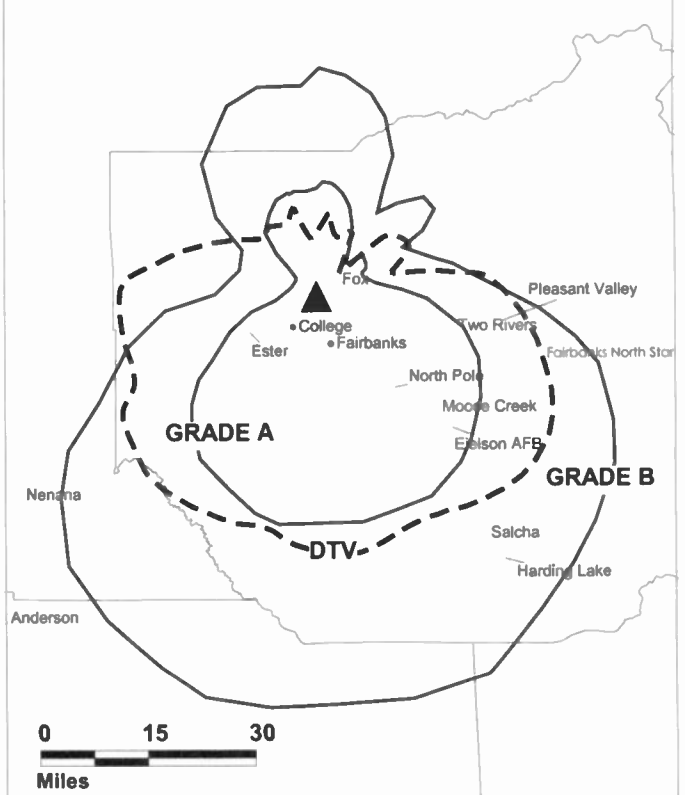 Fox
Pleasant Valley
College
Two Rivers
Fairbanks
Ester
Fairbanks North Star
North Pole
Moose Creek
GRADE A
Eielson AFB
GRADE B
Nenana
Salcha
DTV
Harding Lake
Anderson
0 15 30
Miles